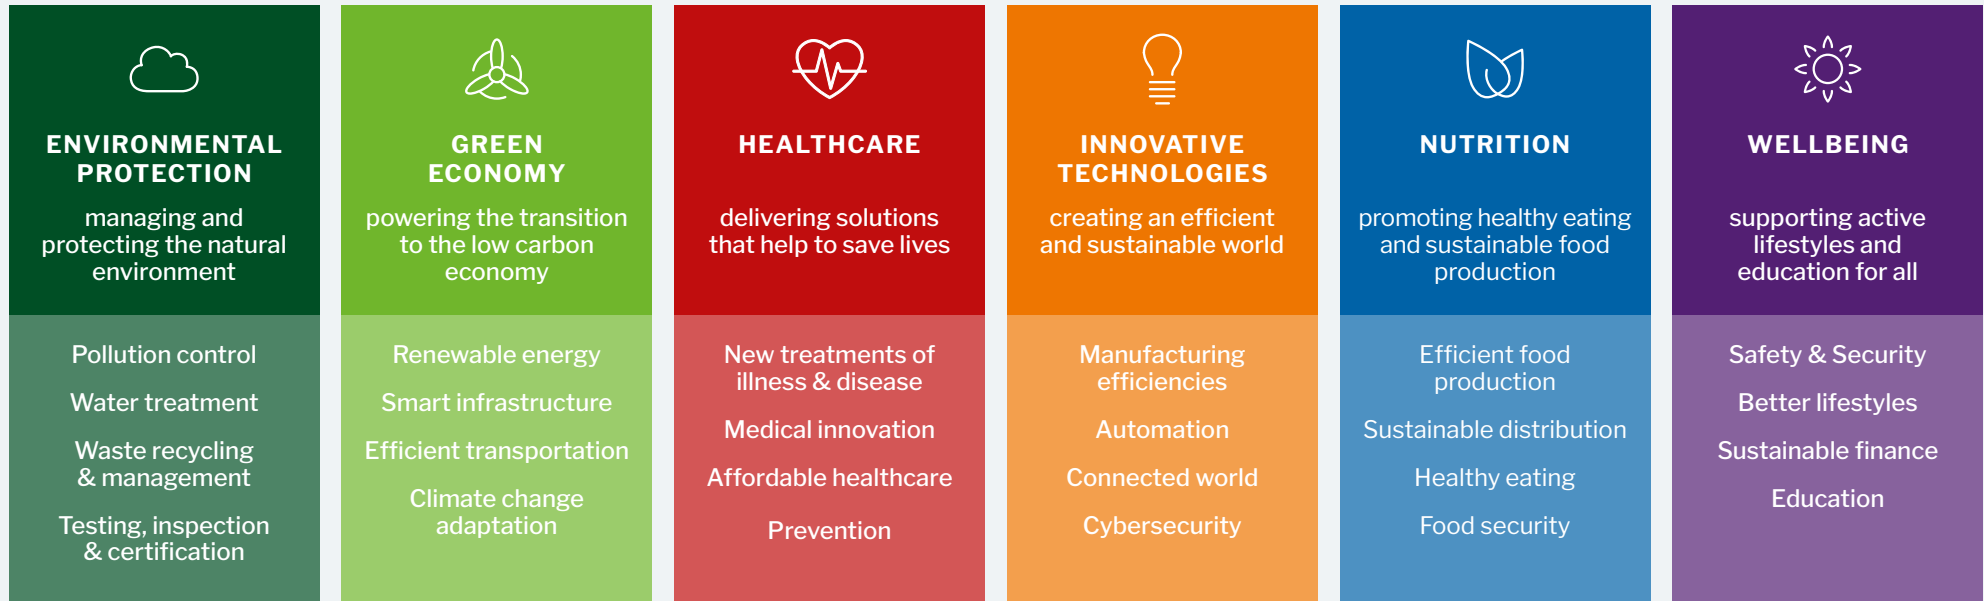 ENVIRONMENTAL
PROTECTION
managing and
protecting the natural
environment
Pollution control
Water treatment
Waste recycling
& management
Testing, inspection
& certification
GREEN
ECONOMY
powering the transition
to the low carbon
economy
Renewable energy
Smart infrastructure
Efficient transportation
Climate change
adaptation
HEALTHCARE
delivering solutions
that help to save lives
New treatments of
illness & disease
Medical innovation
Affordable healthcare
Prevention
INNOVATIVE
TECHNOLOGIES
creating an efficient
and sustainable world
Manufacturing
efficiencies
Automation
Connected world
Cybersecurity
NUTRITION
promoting healthy eating
and sustainable food
production
Efficient food
production
Sustainable distribution
Healthy eating
Food security
WELLBEING
supporting active
lifestyles and
education for all
Safety & Security
Better lifestyles
Sustainable finance
Education